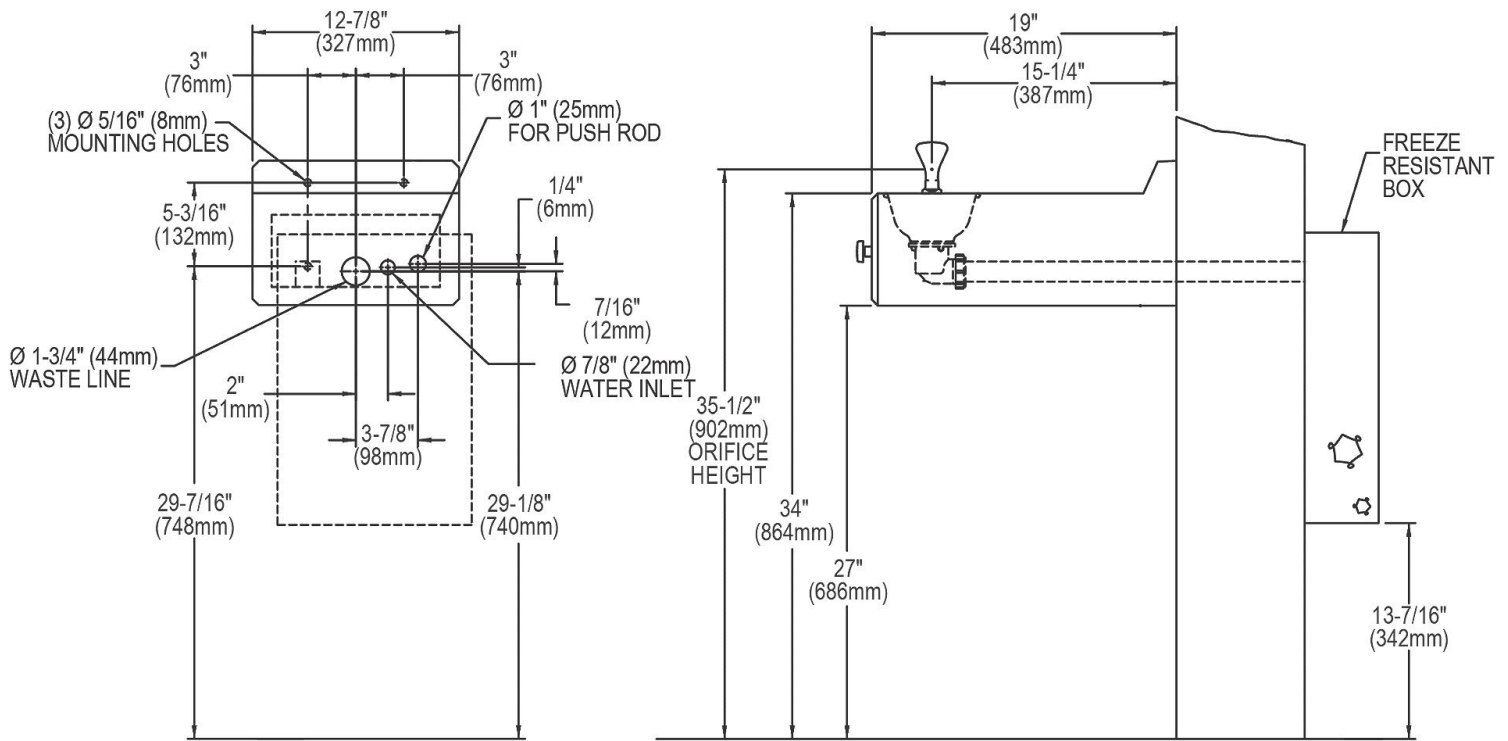 12-7/8"
(327mm)
3"
(76mm)
3"
(76mm)
(3) Ø 5/16" (8mm)
MOUNTING HOLES
Ø 1" (25mm)
FOR PUSH ROD
5-3/16"
(132mm)
1/4"
(6mm)
7/16"
(12mm)
Ø 1-3/4" (44mm)
WASTE LINE
Ø 7/8" (22mm)
WATER INLET
2"
(51mm)
3-7/8"
(98mm)
29-7/16"
(748mm)
29-1/8"
(740mm)
19"
(483mm)
15-1/4"
(387mm)
FREEZE
RESISTANT
BOX
35-1/2"
(902mm)
ORIFICE
HEIGHT
34"
(864mm)
27"
(686mm)
13-7/16"
(342mm)